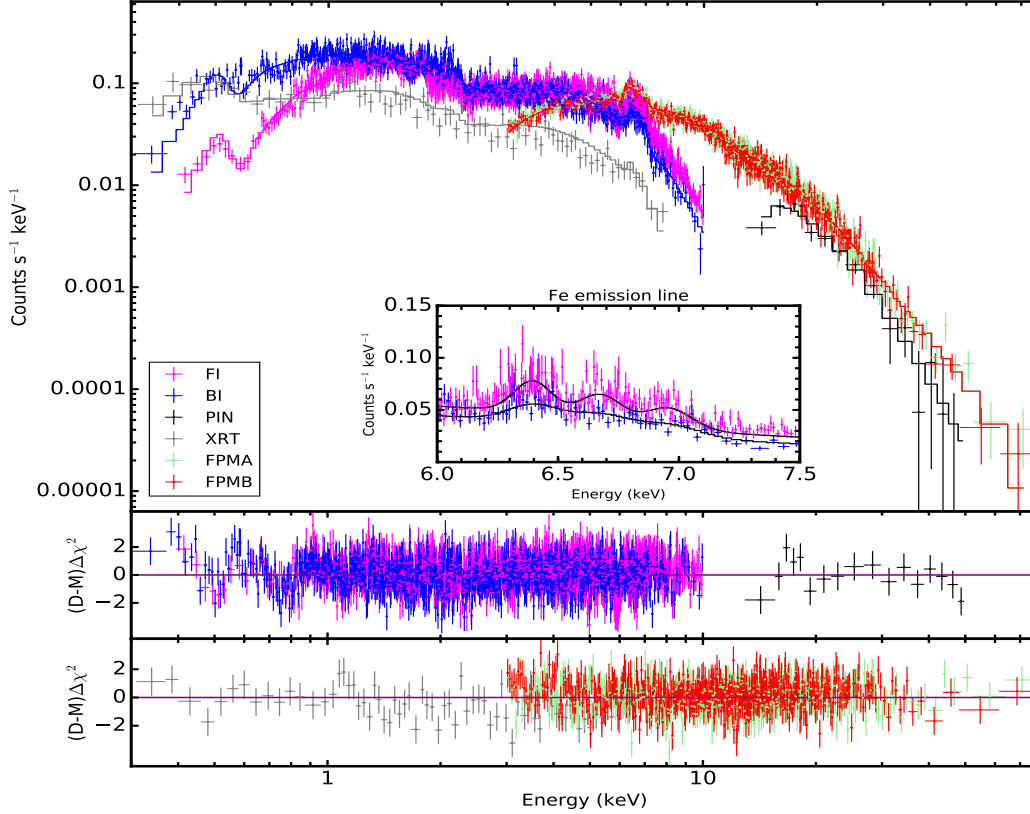 Counts s⁻¹ keV⁻¹
0.1
0.01
0.001
0.0001
0.00001
FI
BI
PIN
XRT
FPMA
FPMB
Fe emission line
Counts s⁻¹ keV⁻¹
0.15
0.10
0.05
6.0 6.5 7.0 7.5
Energy (keV)
(D-M)Δχ²
2
0
−2
(D-M)Δχ²
2
0
−2
1 10
Energy (keV)